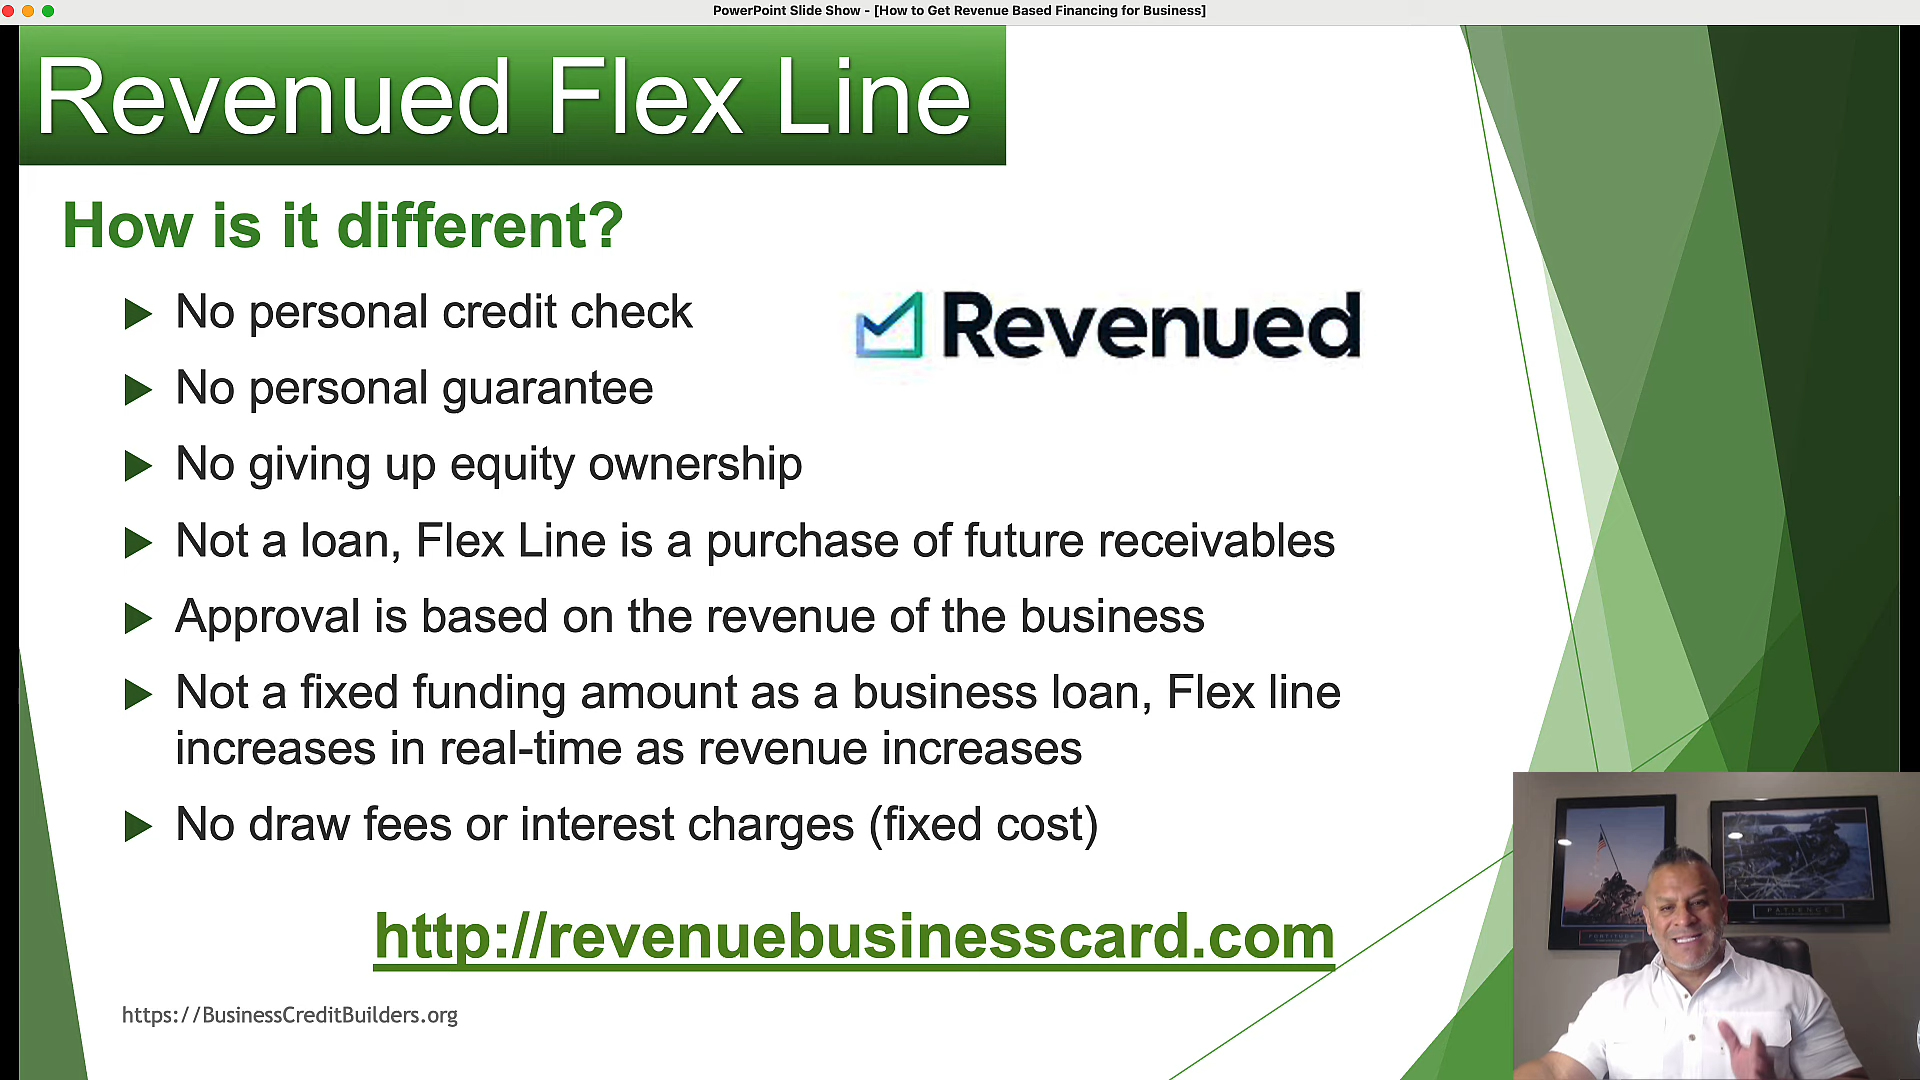 PowerPoint Slide Show - [How to Get Revenue Based Financing for Business]
Revenued Flex Line
How is it different?
No personal credit check
Revenued
No personal guarantee
No giving up equity ownership
Not a loan, Flex Line is a purchase of future receivables
Approval is based on the revenue of the business
Not a fixed funding amount as a business loan, Flex line
increases in real-time as revenue increases
No draw fees or interest charges (fixed cost)
http://revenuebusinesscard.com
https://BusinessCreditBuilders.org
PATIENCE
FORTITUDE